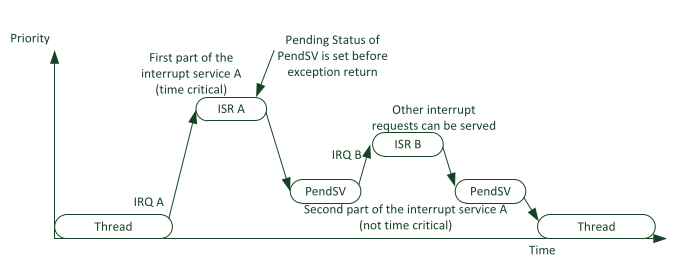 Priority
First part of the
interrupt service A
(time critical)
Pending Status of
PendSV is set before
exception return
ISR A
Other interrupt
requests can be served
ISR B
IRQ B
PendSV
PendSV
Second part of the interrupt service A
(not time critical)
IRQ A
Thread
Thread
Time